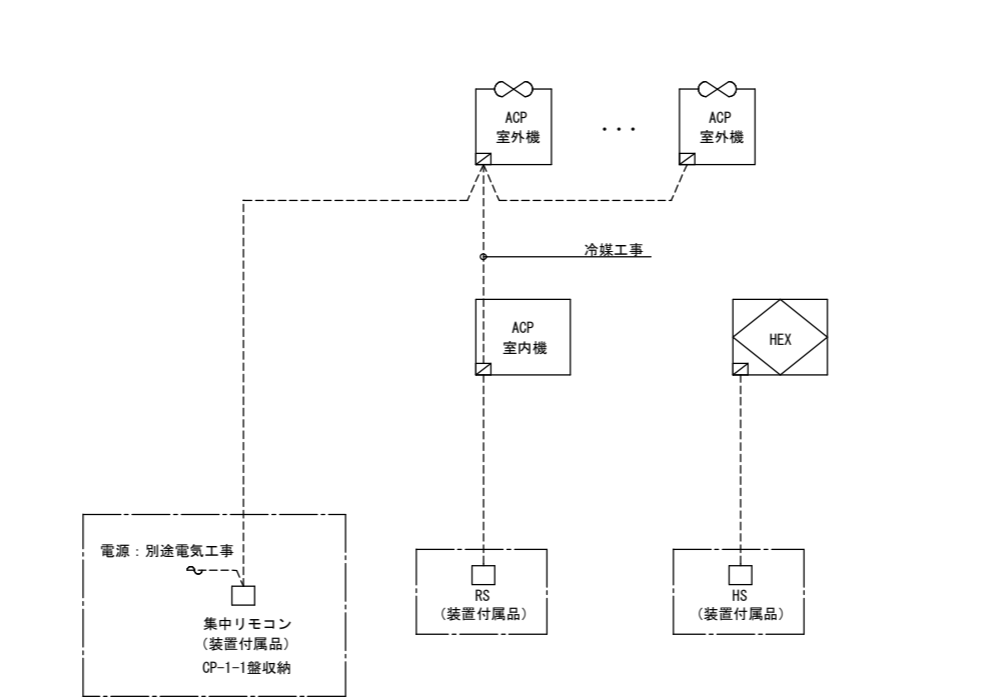 ACP
室外機
・・・
ACP
室外機
冷媒工事
ACP
室内機
HEX
電源：別途電気工事
集中リモコン
(装置付属品)
CP-1-1盤収納
RS
(装置付属品)
HS
(装置付属品)